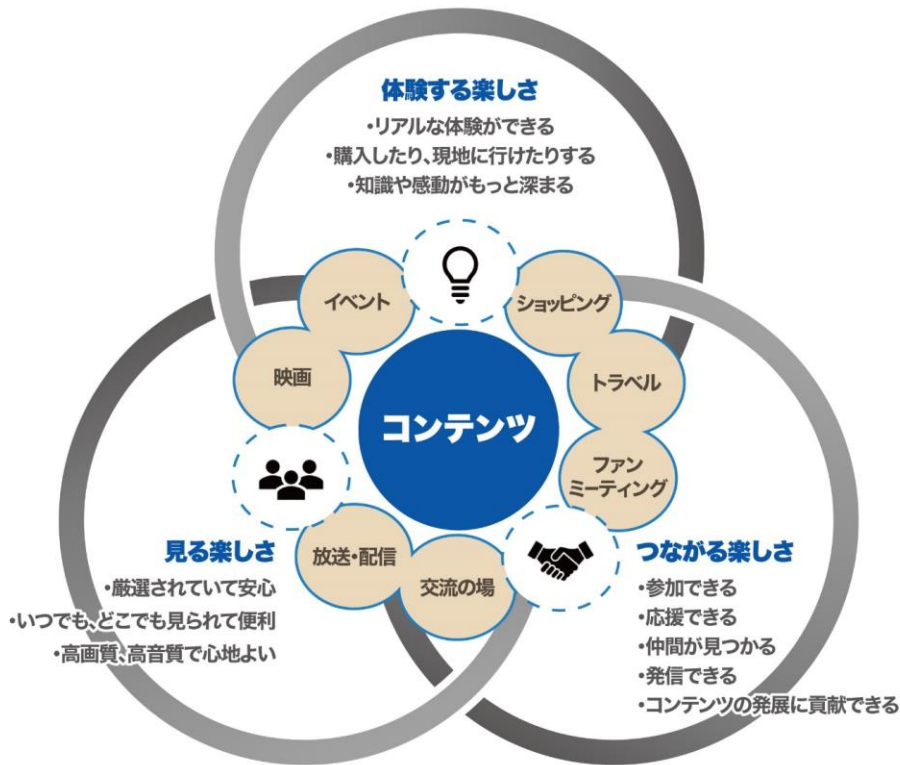 体験する楽しさ
・リアルな体験ができる
・購入したり、現地に行けたりする
・知識や感動がもっと深まる
イベント
ショッピング
映画
トラベル
コンテンツ
ファン
ミーティング
放送・配信
交流の場
見る楽しさ
・厳選されていて安心
・いつでも、どこでも見られて便利
・高画質、高音質で心地よい
つながる楽しさ
・参加できる
・応援できる
・仲間が見つかる
・発信できる
・コンテンツの発展に貢献できる